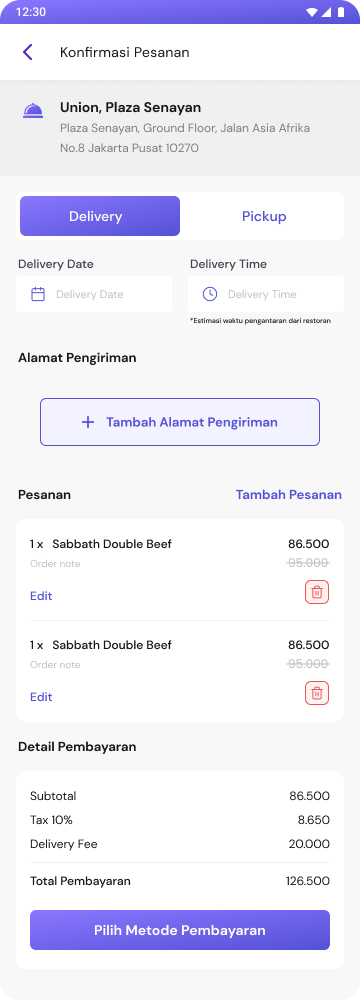 12:30
Konfirmasi Pesanan
Union, Plaza Senayan
Plaza Senayan, Ground Floor, Jalan Asia Afrika
No.8 Jakarta Pusat 10270
Delivery Pickup
Delivery Date Delivery Time
Delivery Date Delivery Time
*Estimasi waktu pengantaran dari restoran
Alamat Pengiriman
Tambah Alamat Pengiriman
Pesanan Tambah Pesanan
1 x Sabbath Double Beef 86.500
Order note 95.000
Edit
1 x Sabbath Double Beef 86.500
Order note 95.000
Edit
Detail Pembayaran
Subtotal 86.500
Tax 10% 8.650
Delivery Fee 20.000
Total Pembayaran 126.500
Pilih Metode Pembayaran